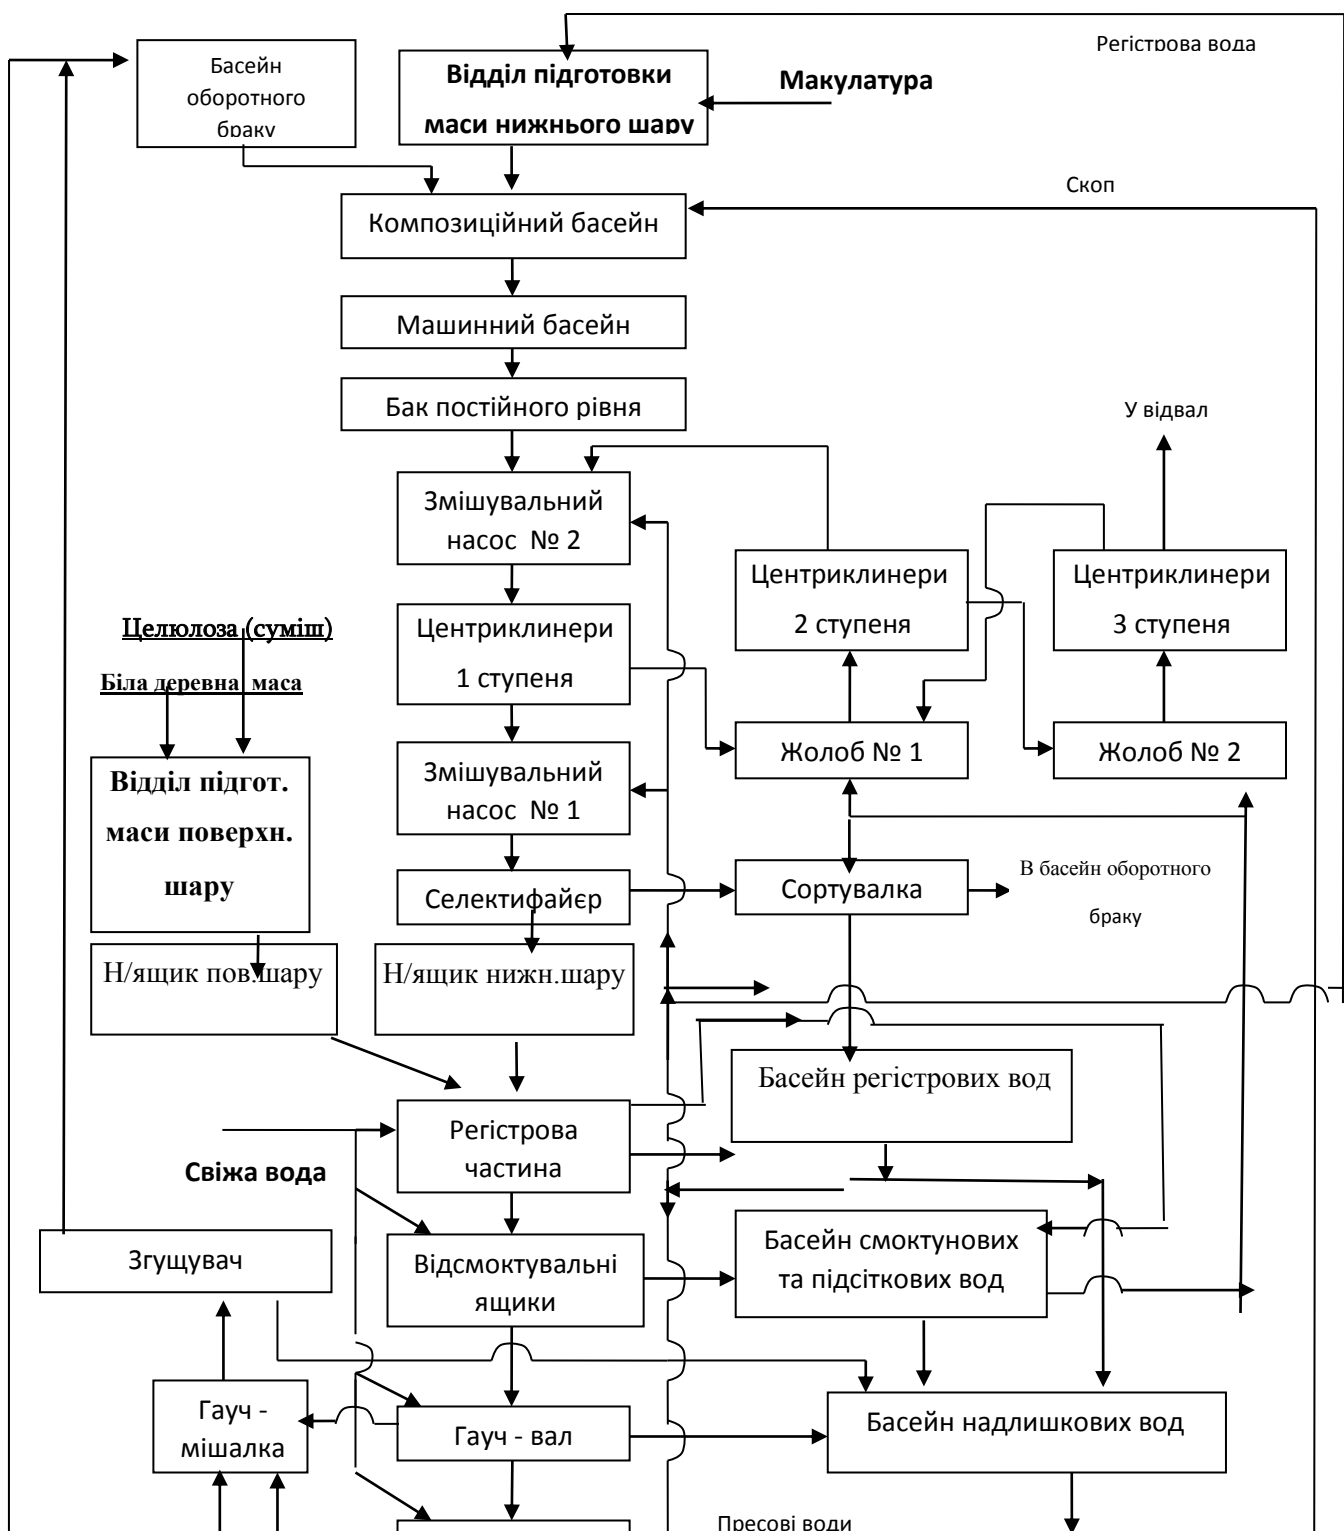 Регістрова вода
Басейн
оборотного
браку
Відділ підготовки
маси нижнього шару
Макулатура
Скоп
Композиційний басейн
Машинний басейн
Бак постійного рівня
У відвал
Змішувальний
насос № 2
Центриклинери
2 ступеня
Центриклинери
3 ступеня
Целюлоза (суміш)
Центриклинери
1 ступеня
Біла деревна маса
Жолоб № 1
Жолоб № 2
Відділ підгот.
маси поверхн.
шару
Змішувальний
насос № 1
Селектифайєр
Сортувалка
В басейн оборотного
браку
Н/ящик пов.шару
Н/ящик нижн.шару
Басейн регістрових вод
Регістрова
частина
Свіжа вода
Згущувач
Відсмоктувальні
ящики
Басейн смоктунових
та підсіткових вод
Гауч -
мішалка
Гауч - вал
Басейн надлишкових вод
Пресові води